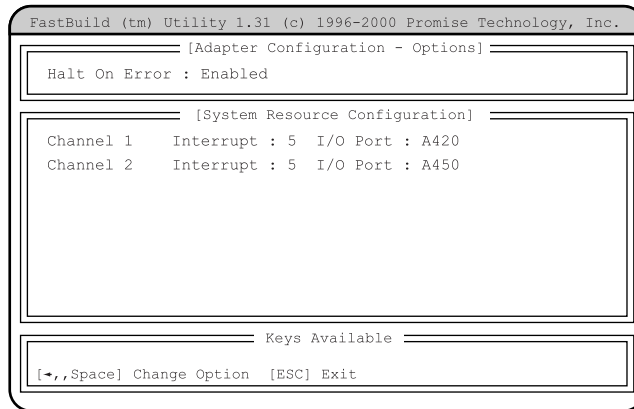 FastBuild (tm) Utility 1.31 (c) 1996-2000 Promise Technology, Inc.
[Adapter Configuration - Options]
Halt On Error : Enabled
[System Resource Configuration]
Channel 1 Interrupt : 5 I/O Port : A420
Channel 2 Interrupt : 5 I/O Port : A450
Keys Available
[←,,Space] Change Option [ESC] Exit